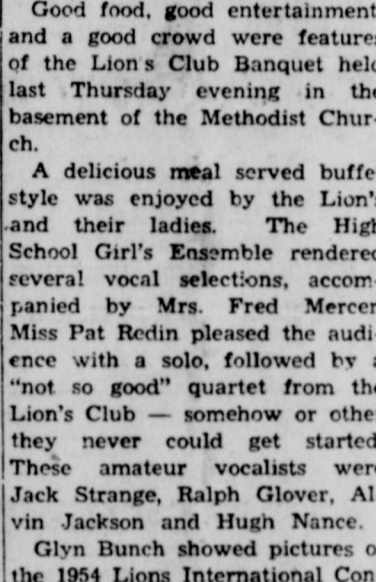 Good food, good entertainment
and a good crowd were feature
of the Lion s Club Banquet hel
last Thursday evening in th
basement of the Methodist Chur-
ch.
A delicious meal served buffe
style was enjoyed by the Lion'
and their ladies. The Hig
School Girl's Ensemble rendere
several vocal selections, accom-
panied by Mrs. Fred Mercer
Miss Pat Redin pleased the audi-
ence with a solo, followed by
"not so good" quartet from th
Lion's Club — somehow or othe
they never could get started
These amateur vocalists wer
Jack Strange, Ralph Glover, Al
vin Jackson and Hugh Nance.
Glyn Bunch showed pictures o
the 1954 Lions International Con